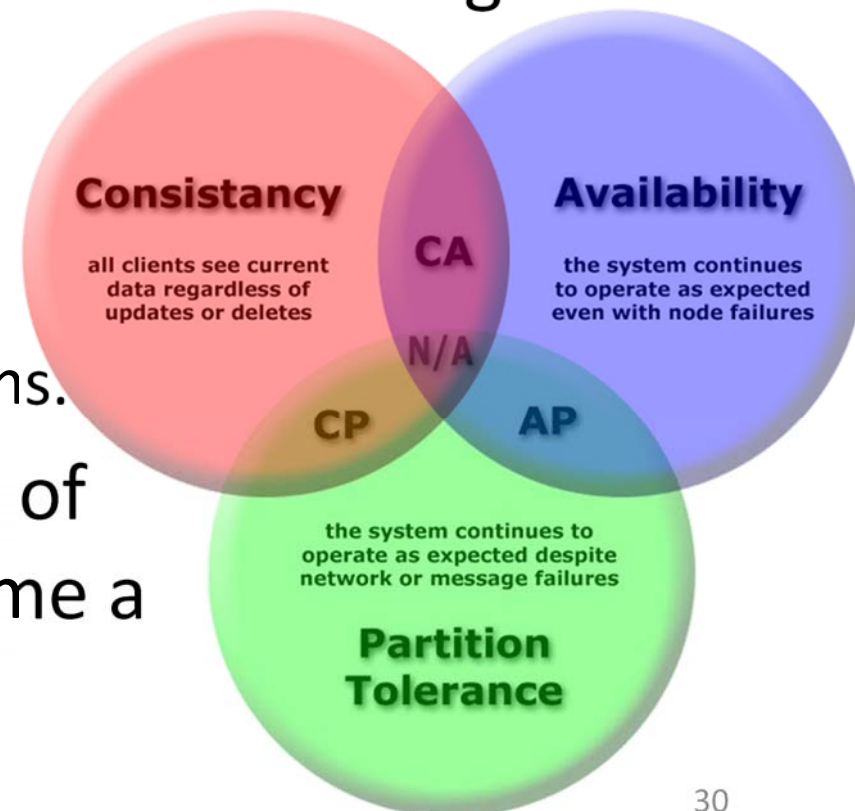 g
Consistancy
all clients see current
data regardless of
updates or deletes
Availability
the system continues
to operate as expected
even with node failures
CA
N/A
CP
AP
ns.
of
me a
the system continues to
operate as expected despite
network or message failures
Partition
Tolerance
30